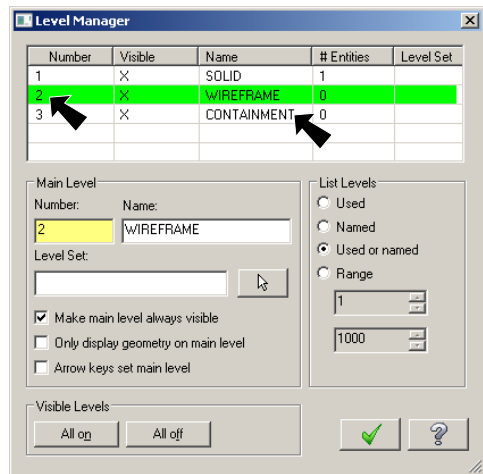 Level Manager
Number Visible Name # Entities Level Set
1 X SOLID 1
2 X WIREFRAME 0
3 X CONTAINMENT 0
Main Level
Number: Name:
2 WIREFRAME
Level Set:
Make main level always visible
Only display geometry on main level
Arrow keys set main level
List Levels
Used
Named
Used or named
Range
1
1000
Visible Levels
All on All off